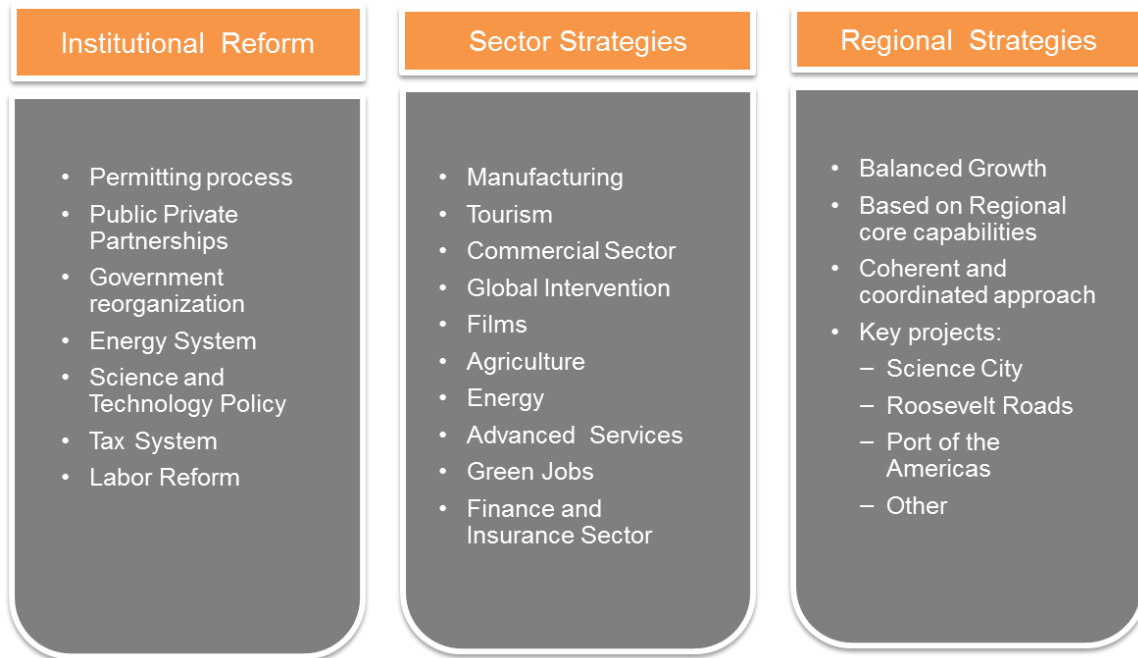 Institutional Reform
• Permitting process
• Public Private
Partnerships
• Government
reorganization
• Energy System
• Science and
Technology Policy
• Tax System
• Labor Reform
Sector Strategies
• Manufacturing
• Tourism
• Commercial Sector
• Global Intervention
• Films
• Agriculture
• Energy
• Advanced Services
• Green Jobs
• Finance and
Insurance Sector
Regional Strategies
• Balanced Growth
• Based on Regional
core capabilities
• Coherent and
coordinated approach
• Key projects:
– Science City
– Roosevelt Roads
– Port of the
Americas
– Other